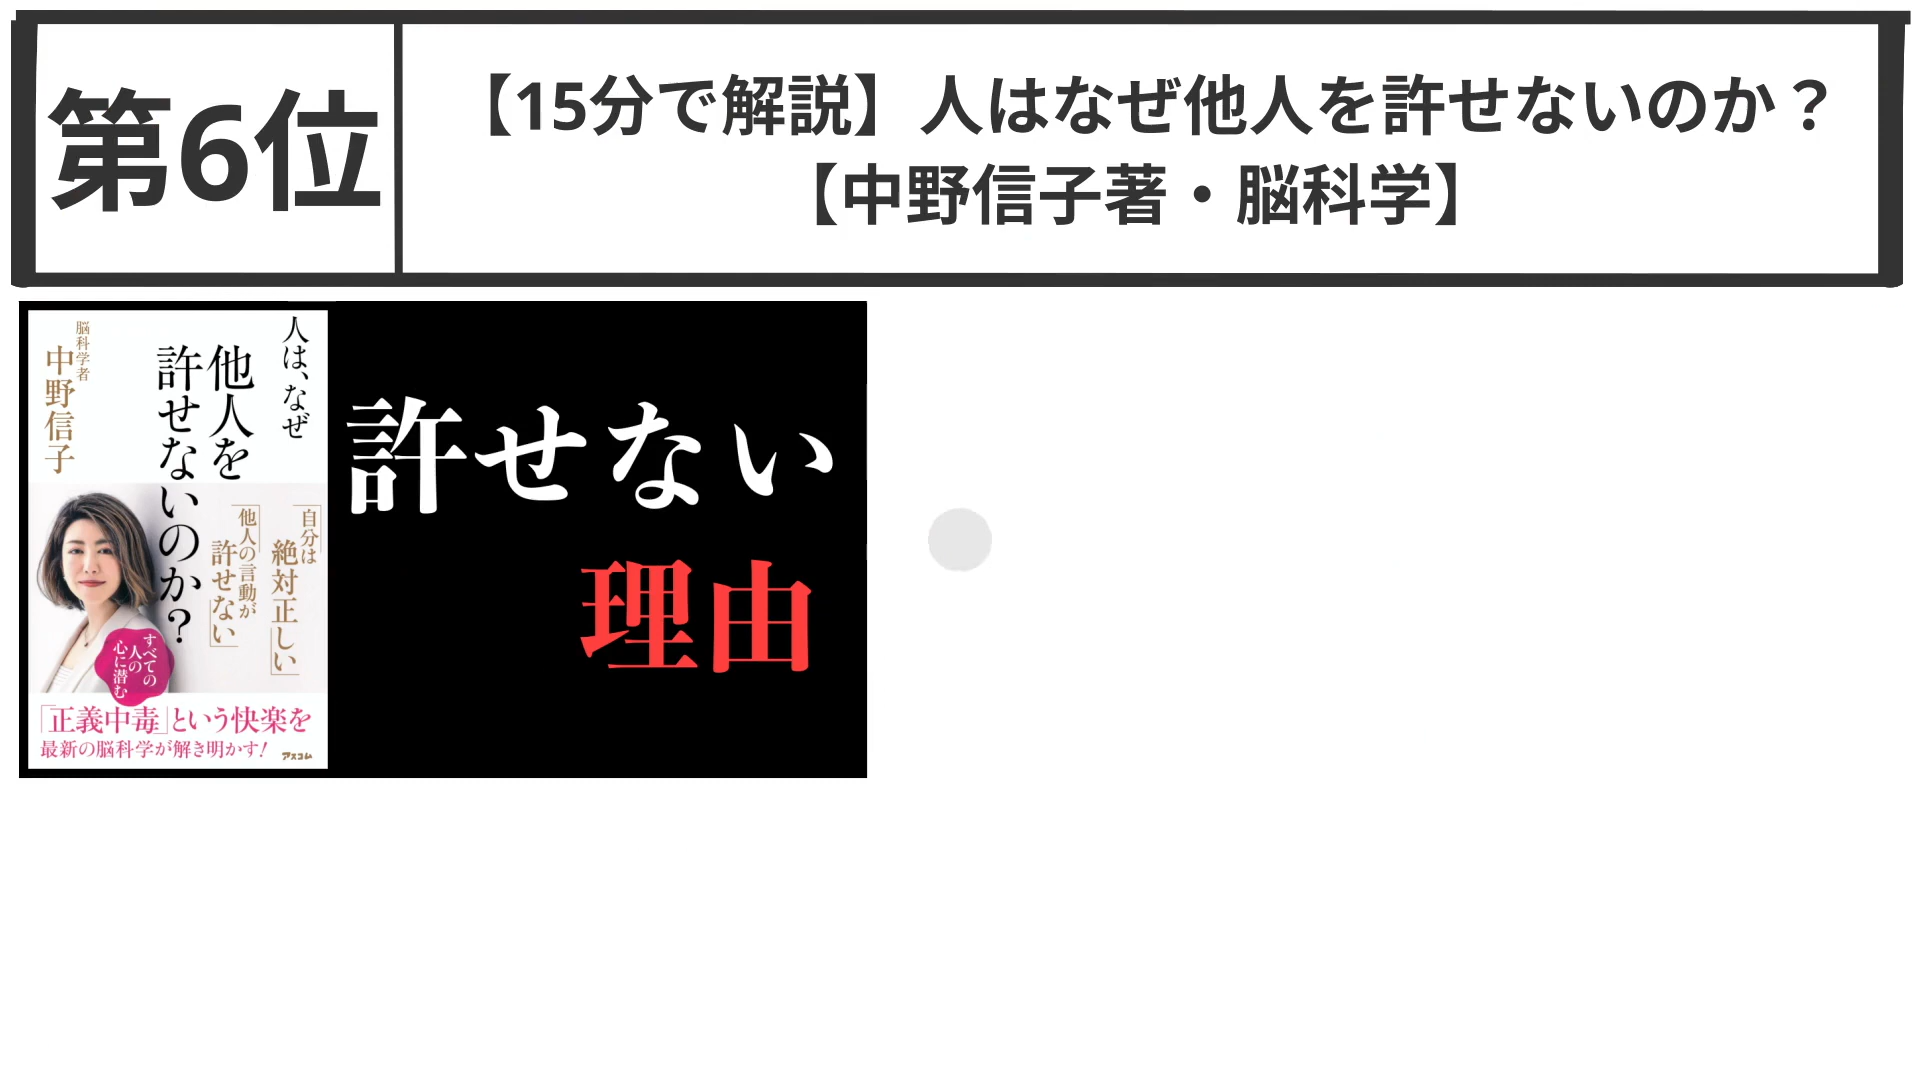 第6位
【15分で解説】人はなぜ他人を許せないのか？
【中野信子著・脳科学】
人は、なぜ
他人を
許せないのか？
脳科学者
中野信子
「自分は
絶対正しい」
「他人の言動が
許せない」
すべての
人の
心に潜む
「正義中毒」という快楽を
最新の脳科学が解き明かす！
アスコム
許せない
理由